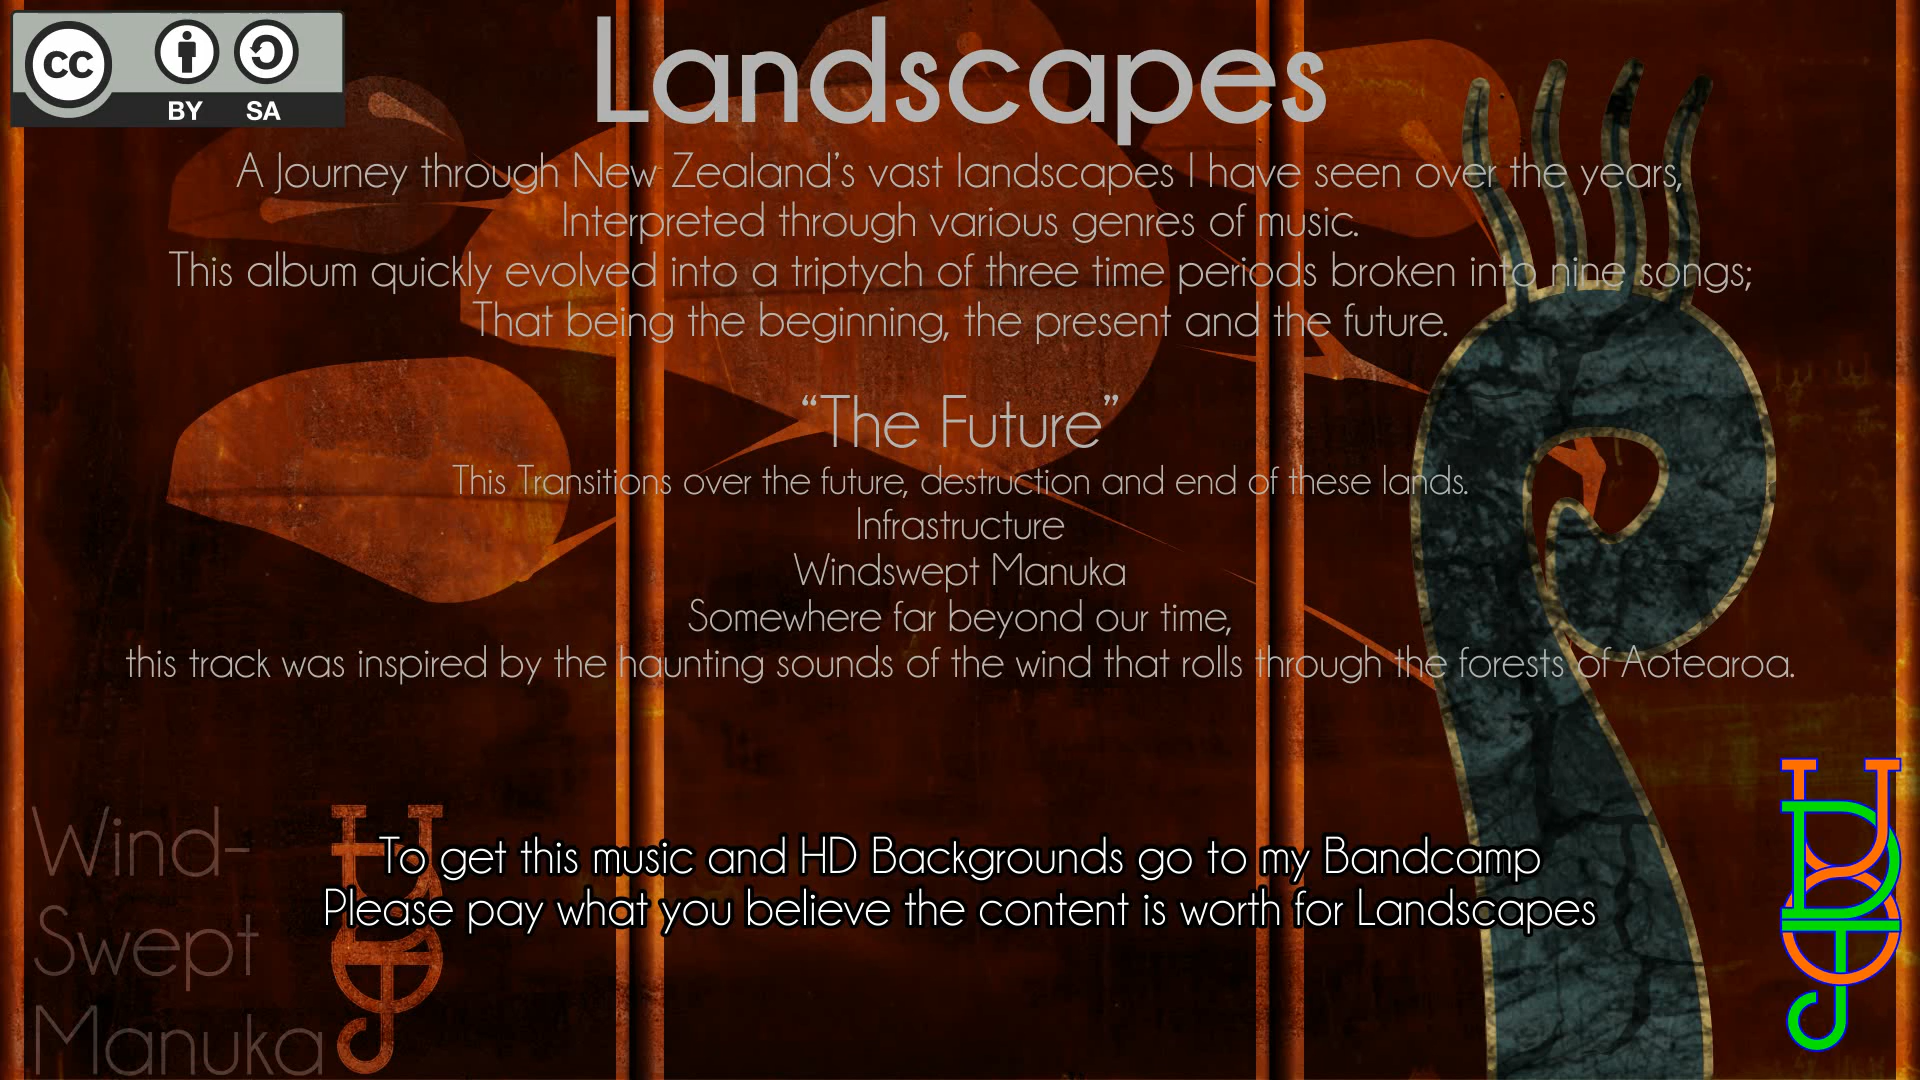 cc
BY SA
Landscapes
A Journey through New Zealand's vast landscapes I have seen over the years,
Interpreted through various genres of music.
This album quickly evolved into a triptych of three time periods broken into nine songs;
That being the beginning, the present and the future.
“The Future”
This Transitions over the future, destruction and end of these lands.
Infrastructure
Windswept Manuka
Somewhere far beyond our time,
this track was inspired by the haunting sounds of the wind that rolls through the forests of Aotearoa.
To get this music and HD Backgrounds go to my Bandcamp
Please pay what you believe the content is worth for Landscapes
Wind-
Swept
Manuka